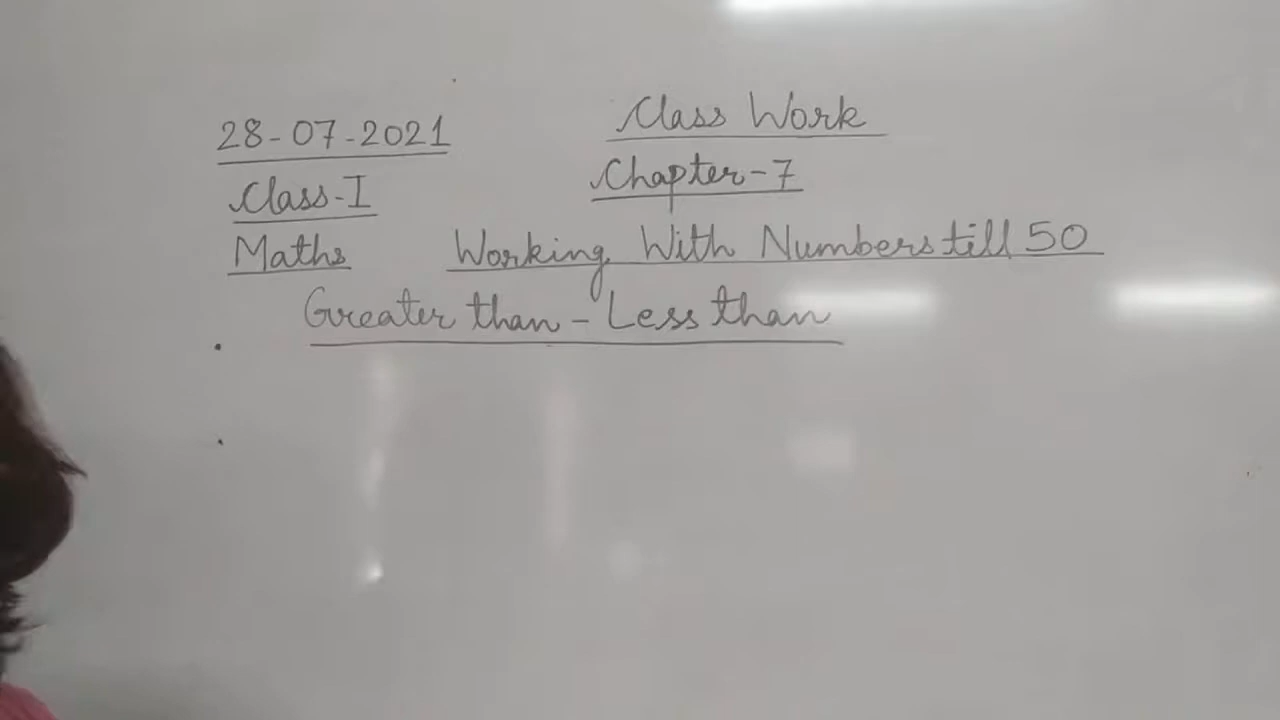 28-07-2021 Class Work
Class-I Chapter-7
Maths Working With Numbers till 50
Greater than - Less than